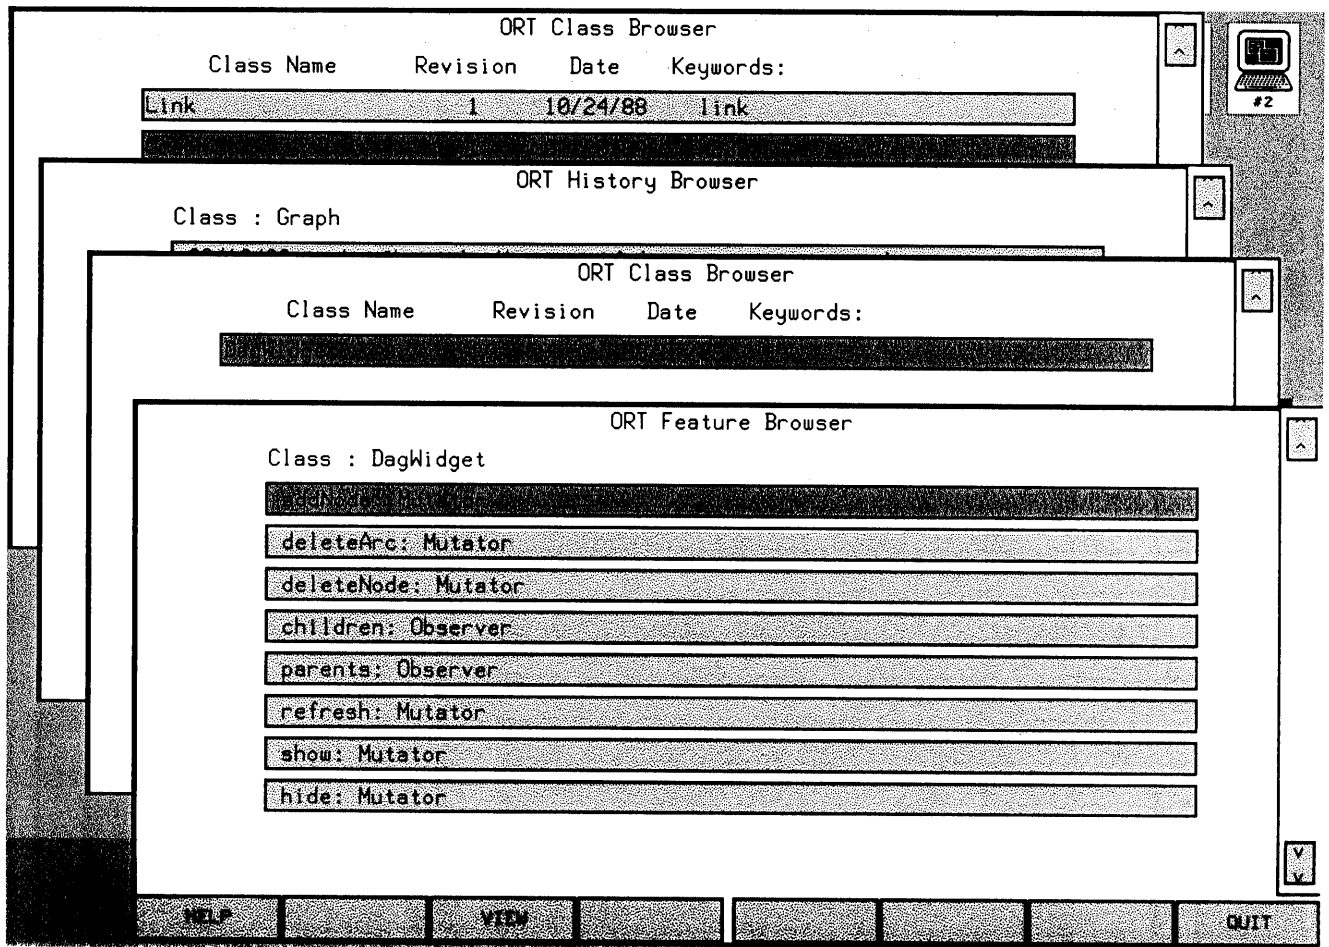 ORT Class Browser
Class Name Revision Date Keywords:
Link 1 10/24/88 link
#2
ORT History Browser
Class : Graph
ORT Class Browser
Class Name Revision Date Keywords:
ORT Feature Browser
Class : DagWidget
addNode: Mutator
deleteArc: Mutator
deleteNode: Mutator
children: Observer
parents: Observer
refresh: Mutator
show: Mutator
hide: Mutator
HELP VIEW QUIT